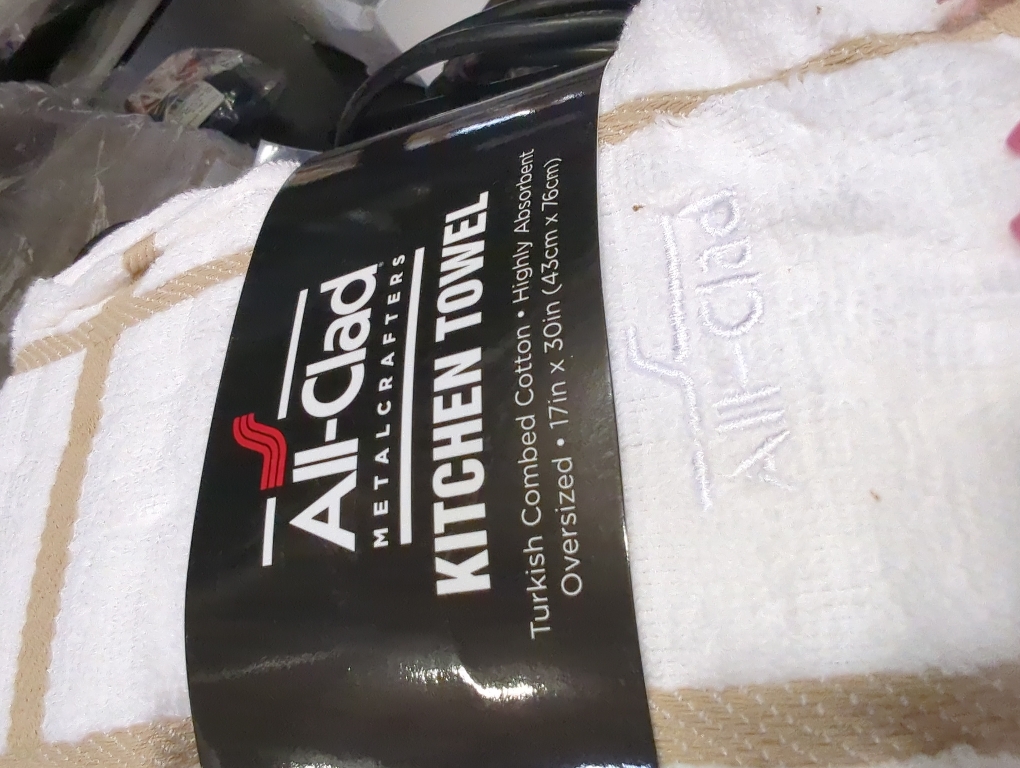 All-Clad
METALCRAFTERS
KITCHEN TOWEL
Turkish Combed Cotton • Highly Absorbent
Oversized • 17in x 30in (43cm x 76cm)
All-Clad